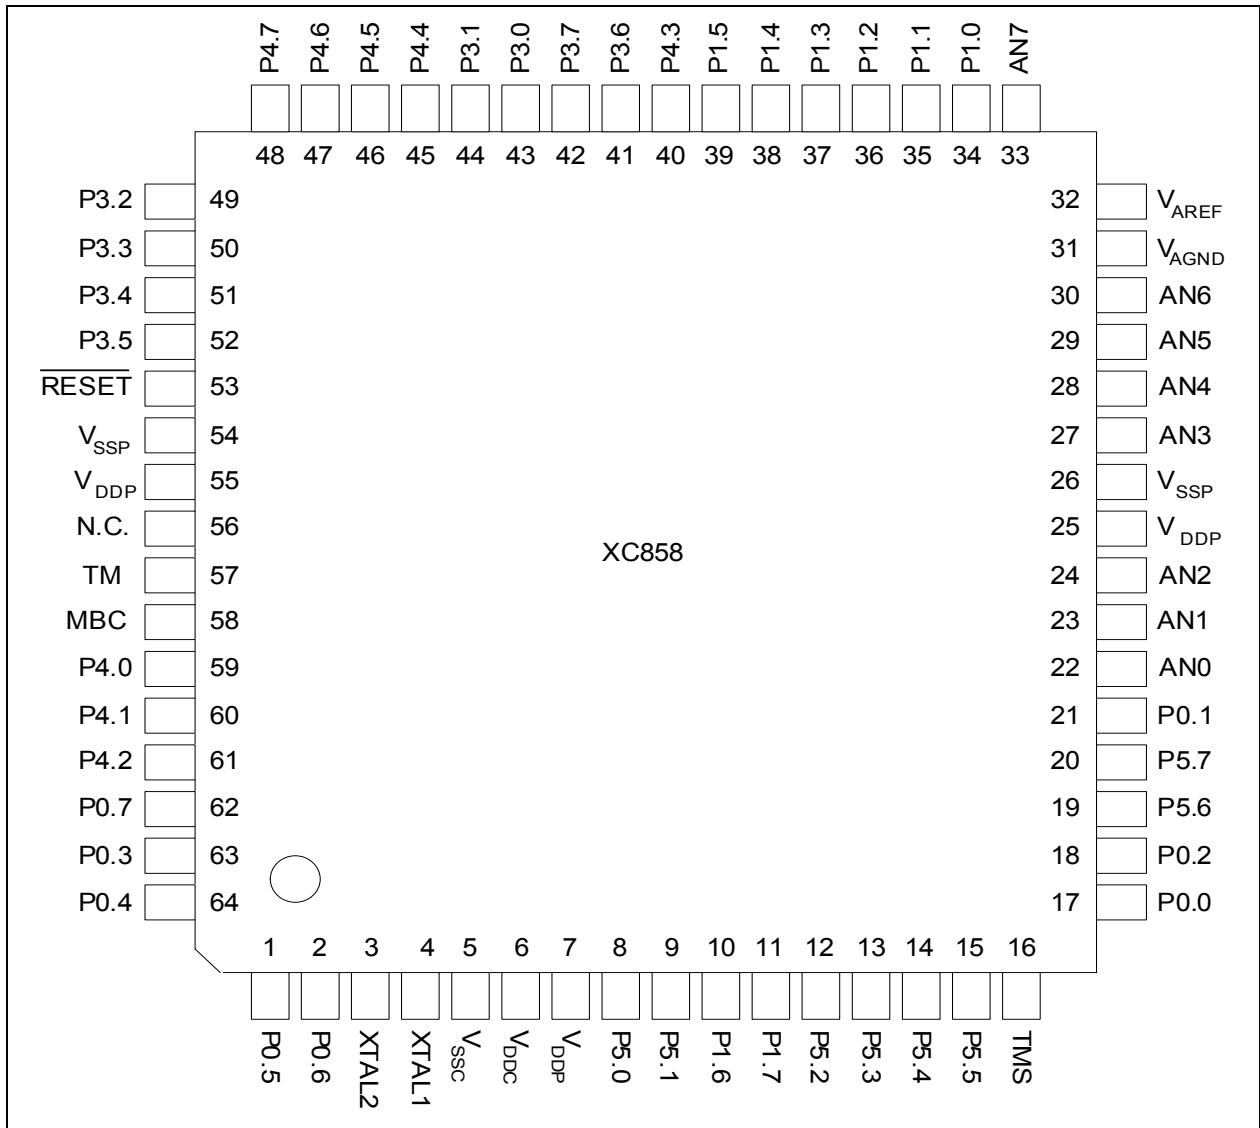 P4.7 P4.6 P4.5 P4.4 P3.1 P3.0 P3.7 P3.6 P4.3 P1.5 P1.4 P1.3 P1.2 P1.1 P1.0 AN7
48 47 46 45 44 43 42 41 40 39 38 37 36 35 34 33
P3.2 49 32 VAREF
P3.3 50 31 VAGND
P3.4 51 30 AN6
P3.5 52 29 AN5
RESET 53 28 AN4
VSSP 54 27 AN3
VDDP 55 26 VSSP
N.C. 56 25 VDDP
XC858
TM 57 24 AN2
MBC 58 23 AN1
P4.0 59 22 AN0
P4.1 60 21 P0.1
P4.2 61 20 P5.7
P0.7 62 19 P5.6
P0.3 63 18 P0.2
P0.4 64 17 P0.0
1 2 3 4 5 6 7 8 9 10 11 12 13 14 15 16
P0.5 P0.6 XTAL2 XTAL1 VSSC VDDC VDDP P5.0 P5.1 P1.6 P1.7 P5.2 P5.3 P5.4 P5.5 TMS